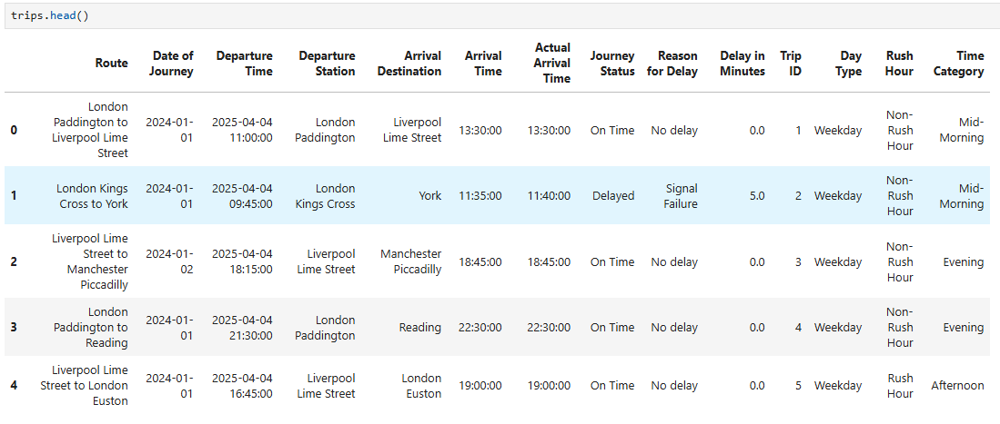 trips.head()
Route Date of Journey Departure Time Departure Station Arrival Destination Arrival Time Actual Arrival Time Journey Status Reason for Delay Delay in Minutes Trip ID Day Type Rush Hour Time Category
0 London Paddington to Liverpool Lime Street 2024-01-01 2025-04-04 11:00:00 London Paddington Liverpool Lime Street 13:30:00 13:30:00 On Time No delay 0.0 1 Weekday Non-Rush Hour Mid-Morning
1 London Kings Cross to York 2024-01-01 2025-04-04 09:45:00 London Kings Cross York 11:35:00 11:40:00 Delayed Signal Failure 5.0 2 Weekday Non-Rush Hour Mid-Morning
2 Liverpool Lime Street to Manchester Piccadilly 2024-01-02 2025-04-04 18:15:00 Liverpool Lime Street Manchester Piccadilly 18:45:00 18:45:00 On Time No delay 0.0 3 Weekday Non-Rush Hour Evening
3 London Paddington to Reading 2024-01-01 2025-04-04 21:30:00 London Paddington Reading 22:30:00 22:30:00 On Time No delay 0.0 4 Weekday Non-Rush Hour Evening
4 Liverpool Lime Street to London Euston 2024-01-01 2025-04-04 16:45:00 Liverpool Lime Street London Euston 19:00:00 19:00:00 On Time No delay 0.0 5 Weekday Rush Hour Afternoon